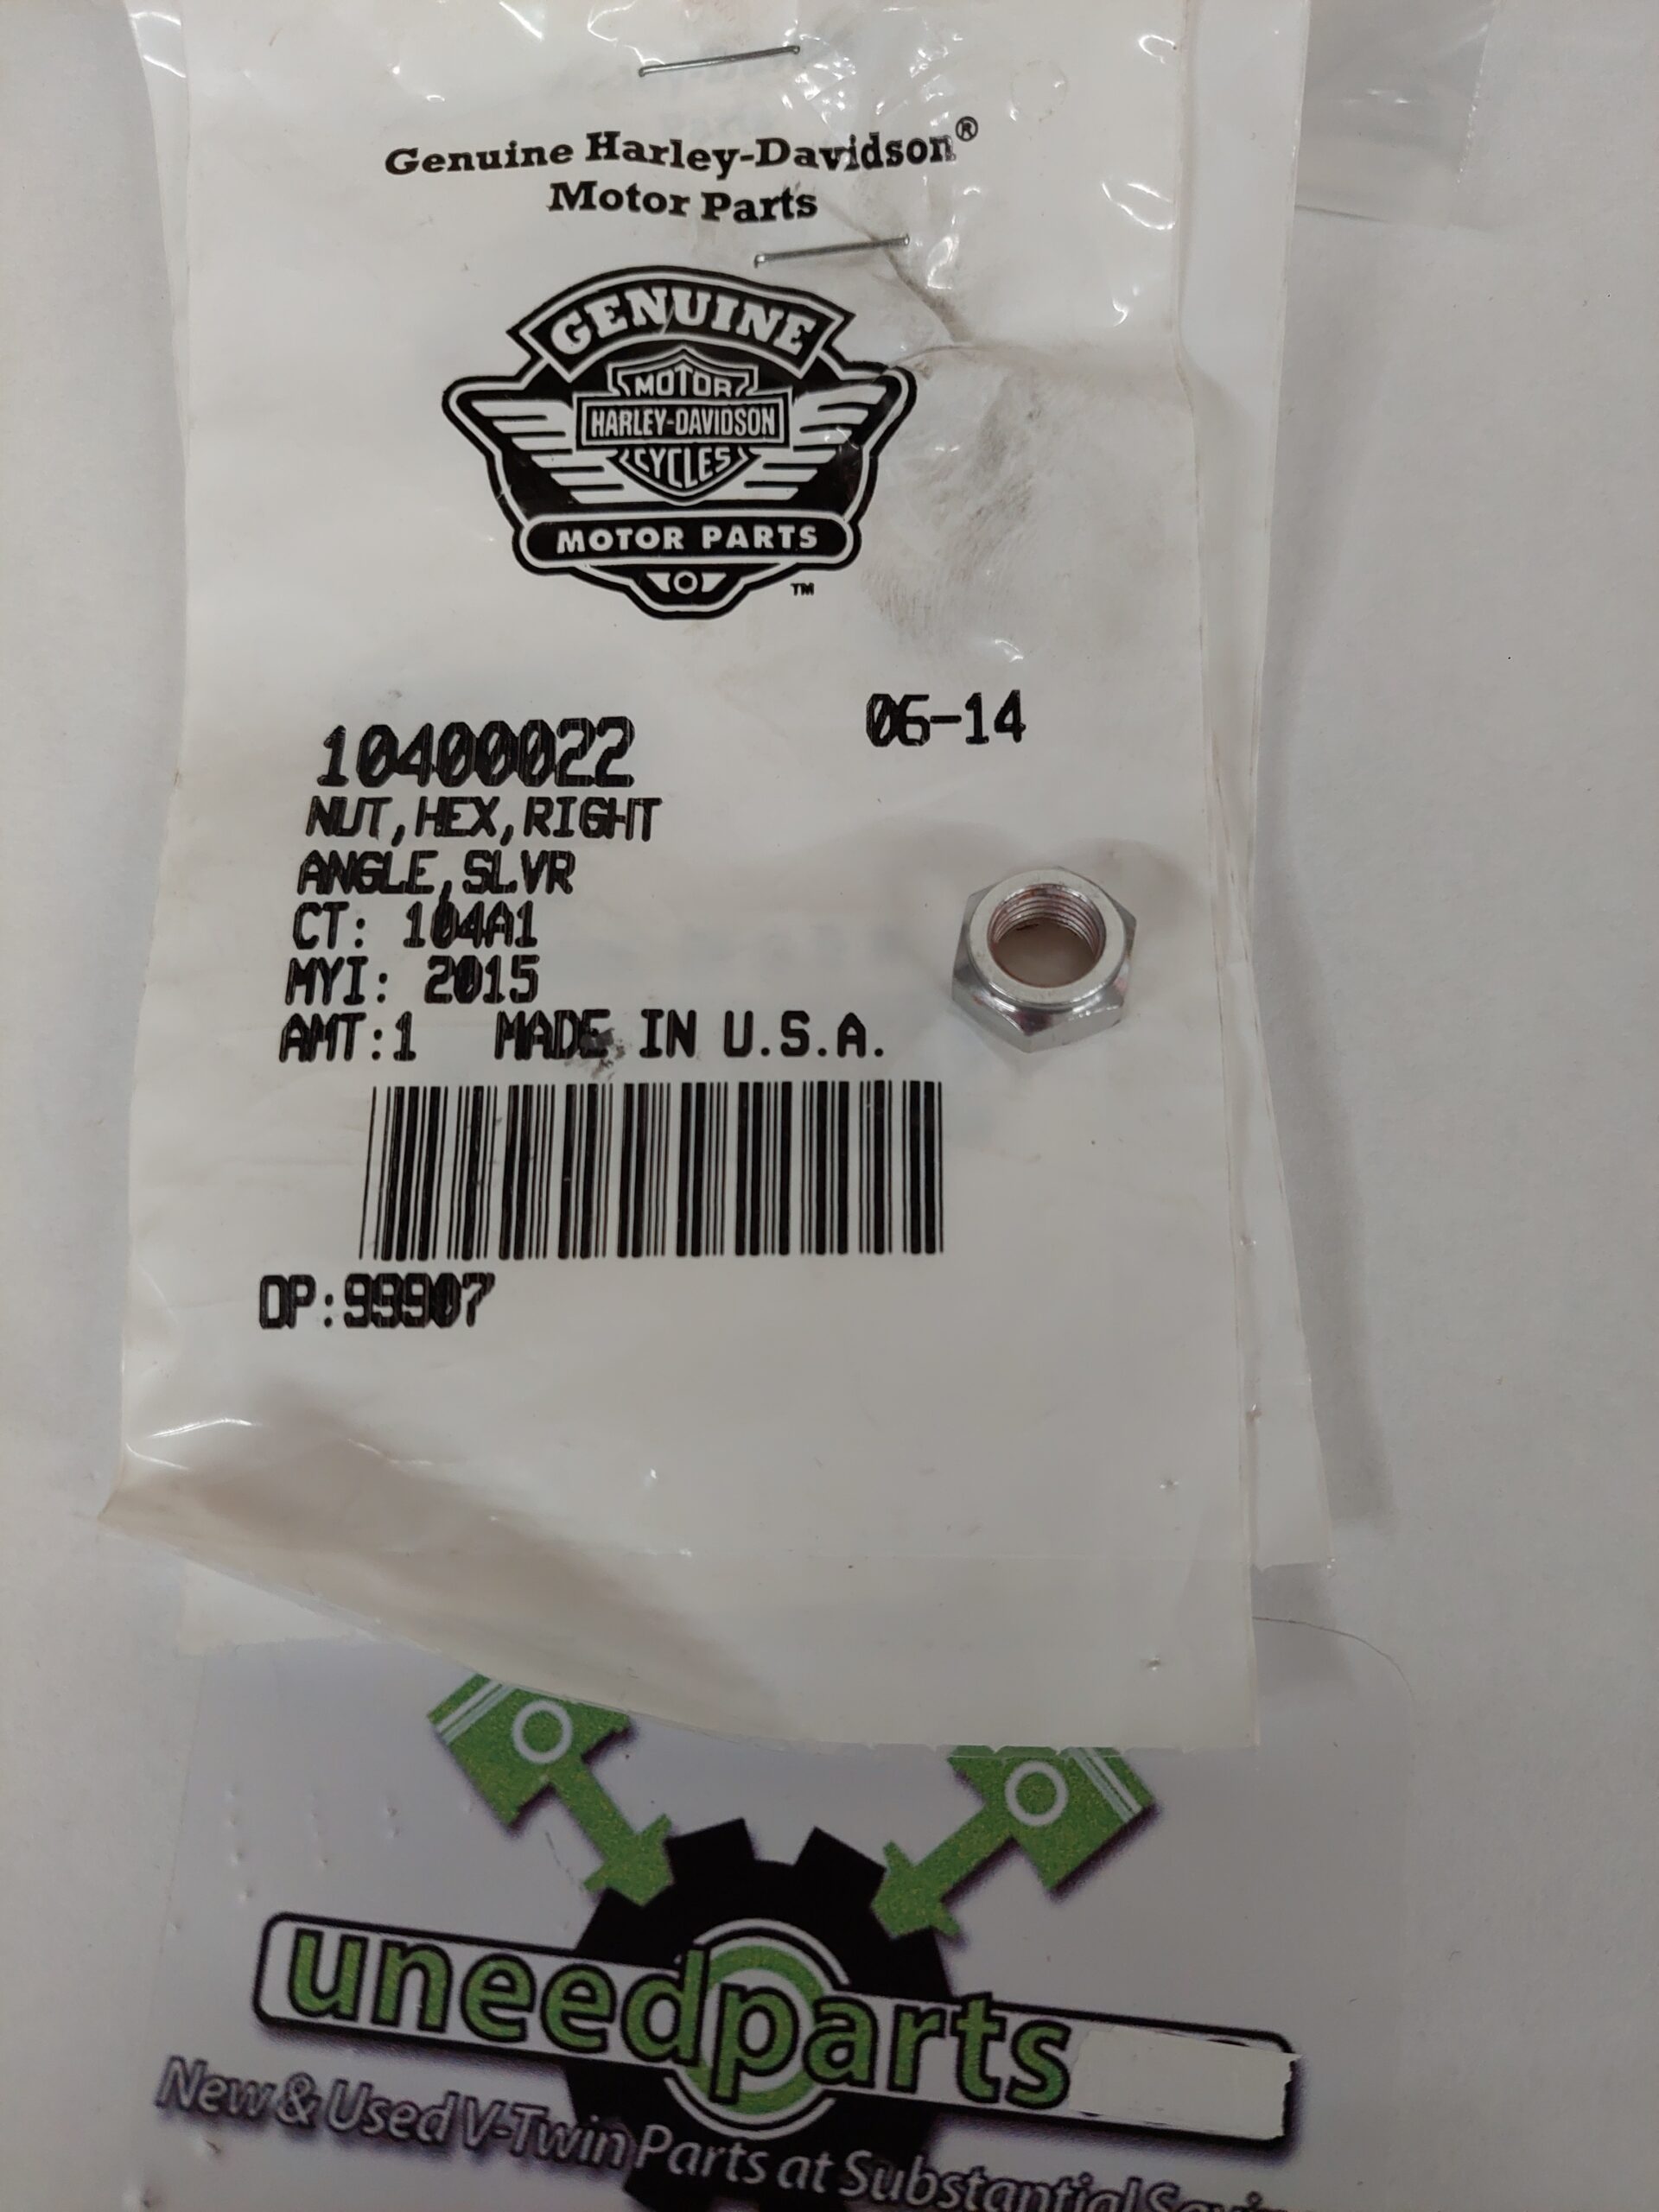 Genuine Harley-Davidson®
Motor Parts
GENUINE
MOTOR
HARLEY-DAVIDSON
CYCLES
MOTOR PARTS
TM
10400022 06-14
NUT,HEX,RIGHT
ANGLE,SLVR
CT: 104A1
MYI: 2015
AMT:1 MADE IN U.S.A.
OP:99907
uneedparts
New & Used V-Twin Parts at Substantial